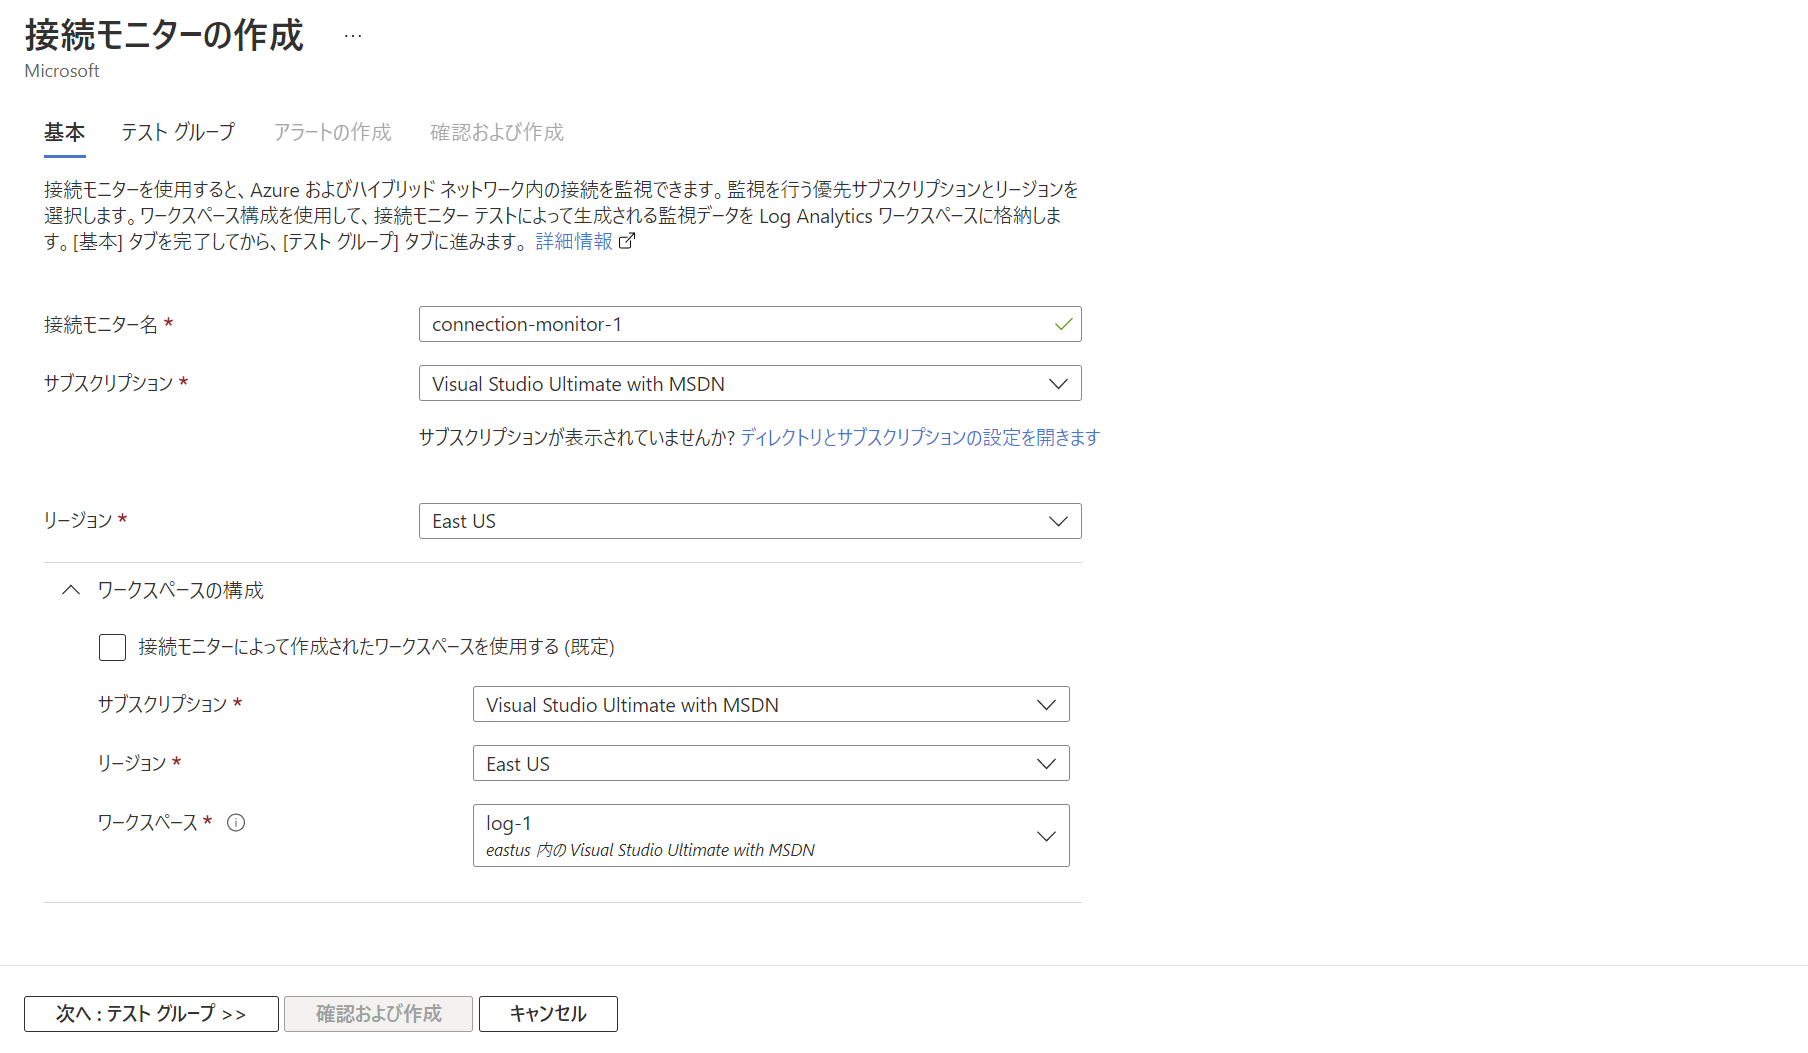 接続モニターの作成 …
Microsoft
基本 テスト グループ アラートの作成 確認および作成
接続モニターを使用すると、Azure およびハイブリッド ネットワーク内の接続を監視できます。監視を行う優先サブスクリプションとリージョンを
選択します。ワークスペース構成を使用して、接続モニター テストによって生成される監視データを Log Analytics ワークスペースに格納しま
す。[基本] タブを完了してから、[テスト グループ] タブに進みます。 詳細情報
接続モニター名 * connection-monitor-1
サブスクリプション * Visual Studio Ultimate with MSDN
サブスクリプションが表示されていませんか? ディレクトリとサブスクリプションの設定を開きます
リージョン * East US
ワークスペースの構成
接続モニターによって作成されたワークスペースを使用する (既定)
サブスクリプション * Visual Studio Ultimate with MSDN
リージョン * East US
ワークスペース * log-1
eastus 内の Visual Studio Ultimate with MSDN
次へ : テスト グループ >> 確認および作成 キャンセル